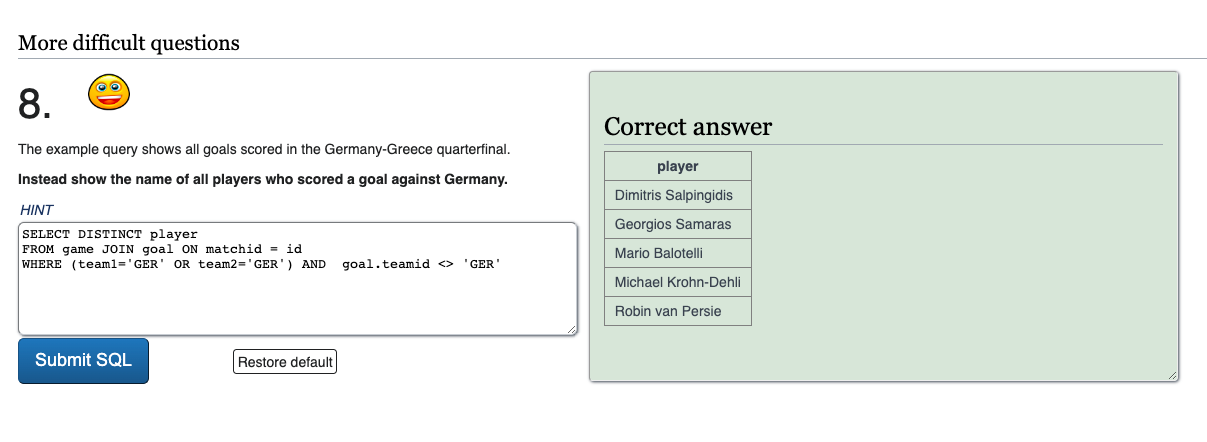 More difficult questions
8.
The example query shows all goals scored in the Germany-Greece quarterfinal.
Instead show the name of all players who scored a goal against Germany.
HINT
SELECT DISTINCT player
FROM game JOIN goal ON matchid = id
WHERE (team1='GER' OR team2='GER') AND  goal.teamid <> 'GER'
Submit SQL
Restore default
Correct answer
player
Dimitris Salpingidis
Georgios Samaras
Mario Balotelli
Michael Krohn-Dehli
Robin van Persie